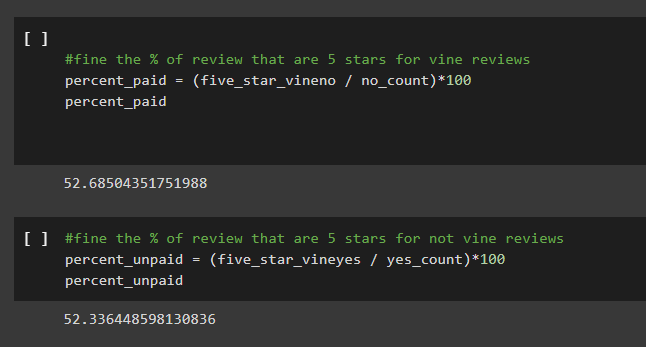 [ ]
#fine the % of review that are 5 stars for vine reviews
percent_paid = (five_star_vineno / no_count)*100
percent_paid
52.68504351751988
[ ] #fine the % of review that are 5 stars for not vine reviews
percent_unpaid = (five_star_vineyes / yes_count)*100
percent_unpaid
52.336448598130836